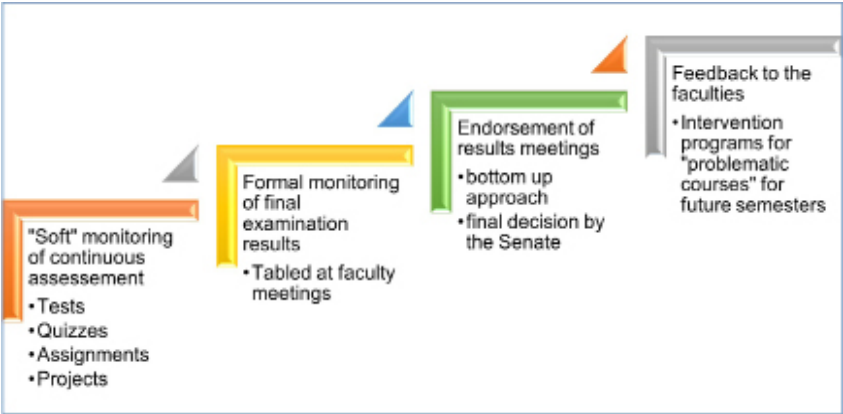 "Soft" monitoring
of continuous
assessement
•Tests
•Quizzes
•Assignments
•Projects
Formal monitoring
of final
examination
results
•Tabled at faculty
meetings
Endorsement of
results meetings
•bottom up
approach
•final decision by
the Senate
Feedback to the
faculties
•Intervention
programs for
"problematic
courses" for
future semesters